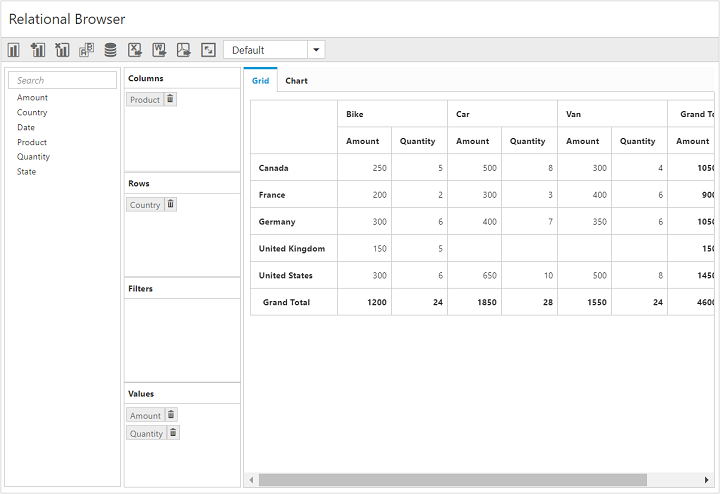 Relational Browser
Default
Search
Amount
Country
Date
Product
Quantity
State
Columns
Product
Rows
Country
Filters
Values
Amount
Quantity
Grid Chart
Bike Car Van Grand To
Amount Quantity Amount Quantity Amount Quantity Amount
Canada 250 5 500 8 300 4 1050
France 200 2 300 3 400 6 900
Germany 300 6 400 7 350 6 1050
United Kingdom 150 5 150
United States 300 6 650 10 500 8 1450
Grand Total 1200 24 1850 28 1550 24 4600